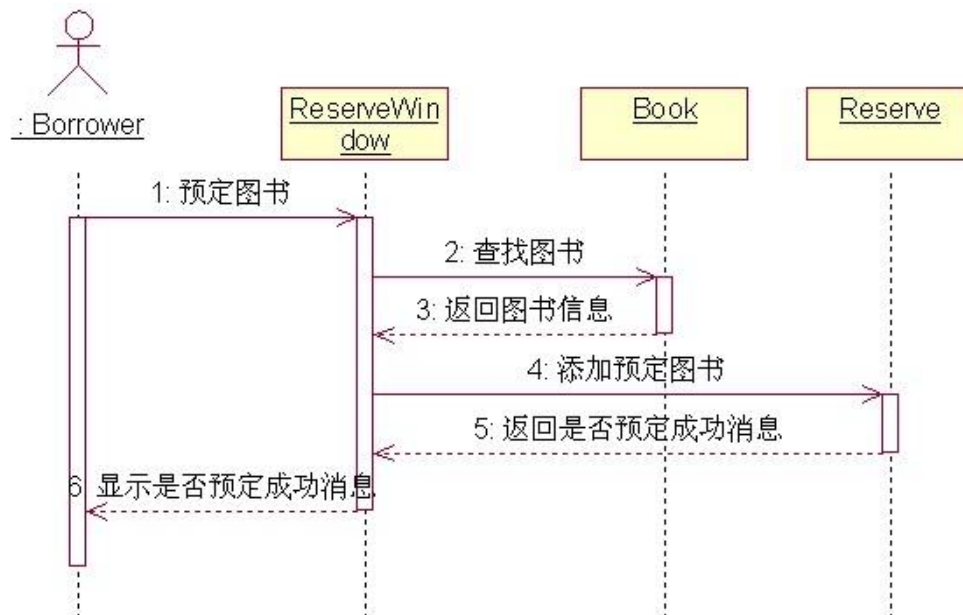 : Borrower
ReserveWin
dow
Book
Reserve
1: 预定图书
2: 查找图书
3: 返回图书信息
4: 添加预定图书
5: 返回是否预定成功消息
6: 显示是否预定成功消息